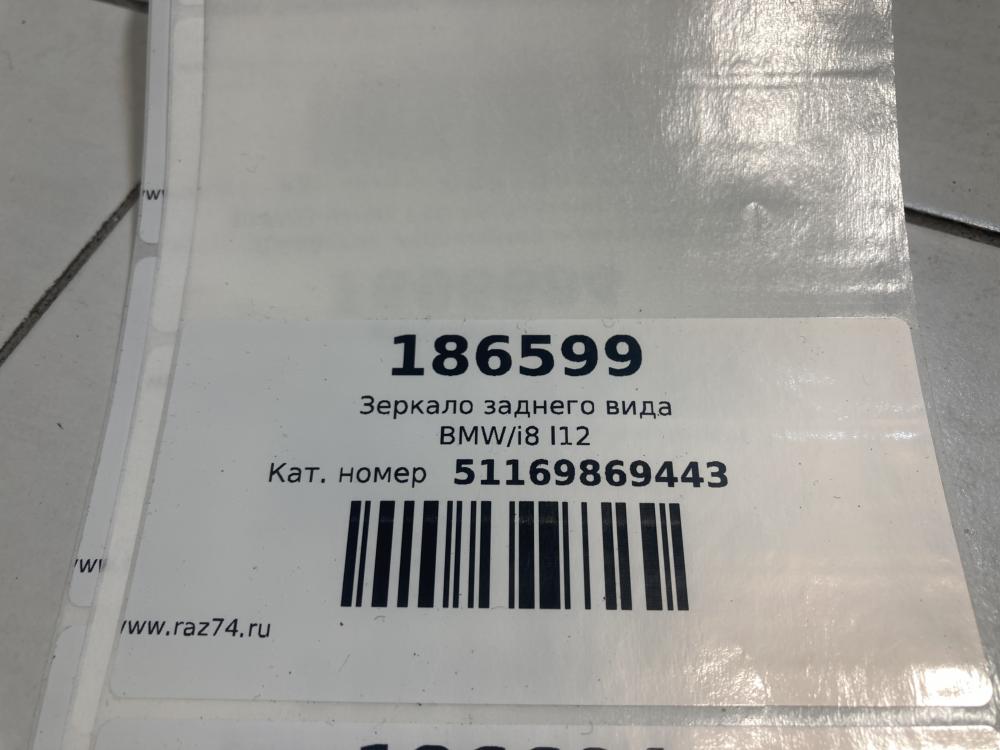 186599
Зеркало заднего вида
BMW/i8 I12
Кат. номер 51169869443
www.raz74.ru